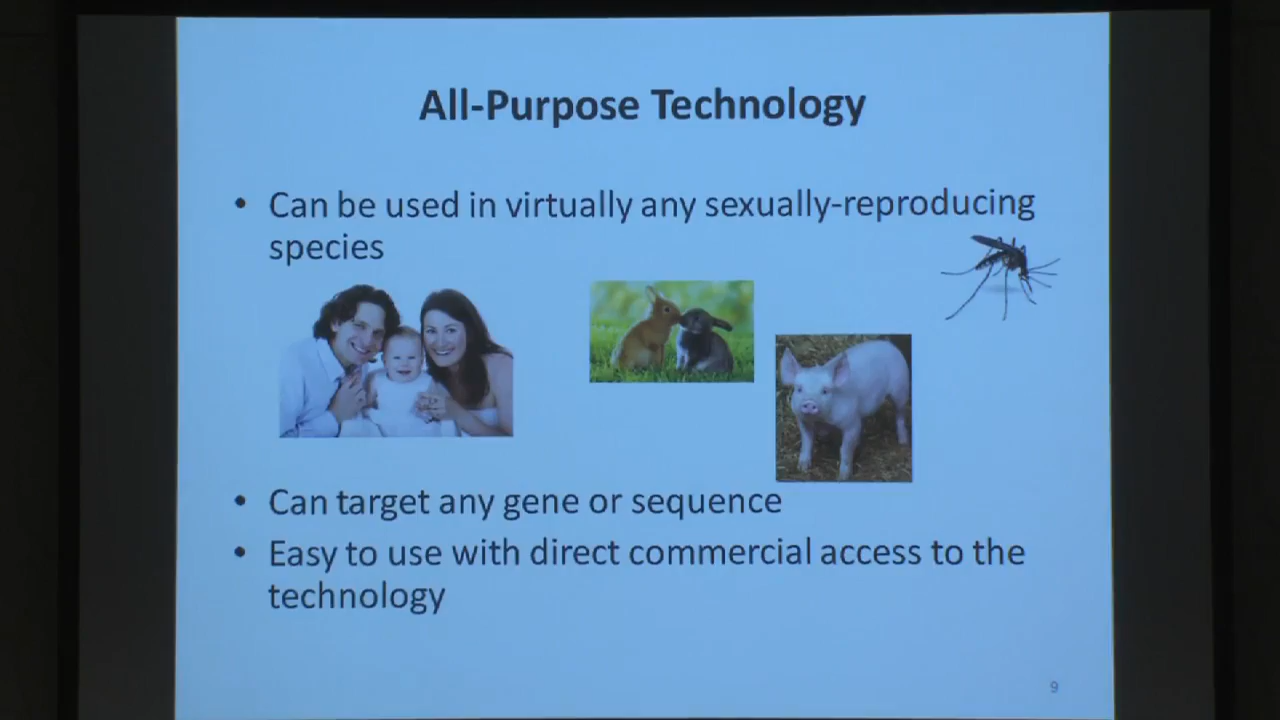 All-Purpose Technology
• Can be used in virtually any sexually-reproducing
species
• Can target any gene or sequence
• Easy to use with direct commercial access to the
technology
9